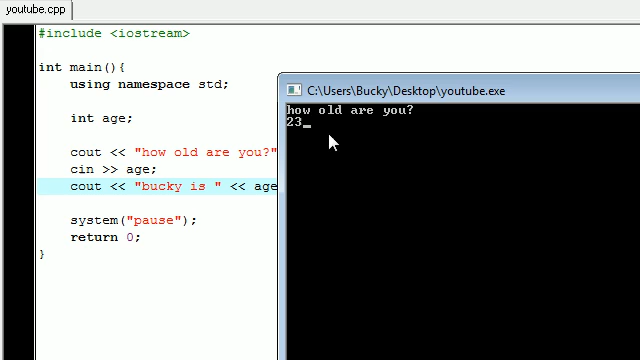 youtube.cpp
#include <iostream>
int main(){
using namespace std;
int age;
cout << "how old are you?"
cin >> age;
cout << "bucky is " << age
system("pause");
return 0;
}
C:\Users\Bucky\Desktop\youtube.exe
how old are you?
23_